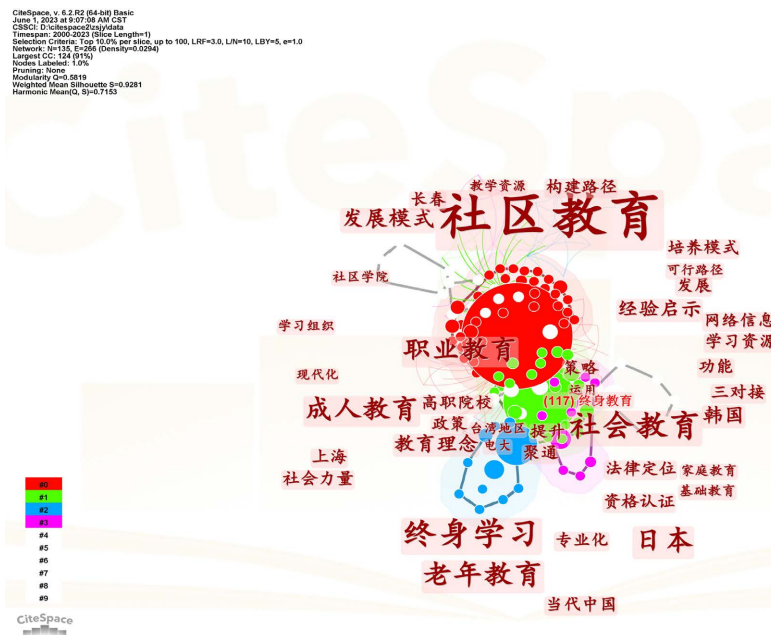 CiteSpace, v. 6.2.R2 (64-bit) Basic
June 1, 2023 at 9:07:08 AM CST
CSSCI: D:\citespace2\zsjy\data
Timespan: 2000-2023 (Slice Length=1)
Selection Criteria: Top 10.0% per slice, up to 100, LRF=3.0, L/N=10, LBY=5, e=1.0
Network: N=135, E=266 (Density=0.0294)
Largest CC: 124 (91%)
Nodes Labeled: 1.0%
Pruning: None
Modularity Q=0.5819
Weighted Mean Silhouette S=0.9281
Harmonic Mean(Q, S)=0.7153
CiteSpa
教学资源
构建路径
长春
社区教育
发展模式
培养模式
可行路径
社区学院
发展
经验启示
网络信息
学习组织
学习资源
职业教育
功能
策略
现代化
运用
三对接
(117) 终身教育
成人教育
高职院校
韩国
政策
台湾地区
提升
社会教育
教育理念
电大
聚通
上海
法律定位
家庭教育
社会力量
基础教育
资格认证
终身学习
专业化
日本
老年教育
当代中国
#0
#1
#2
#3
#4
#5
#6
#7
#8
#9
CiteSpace